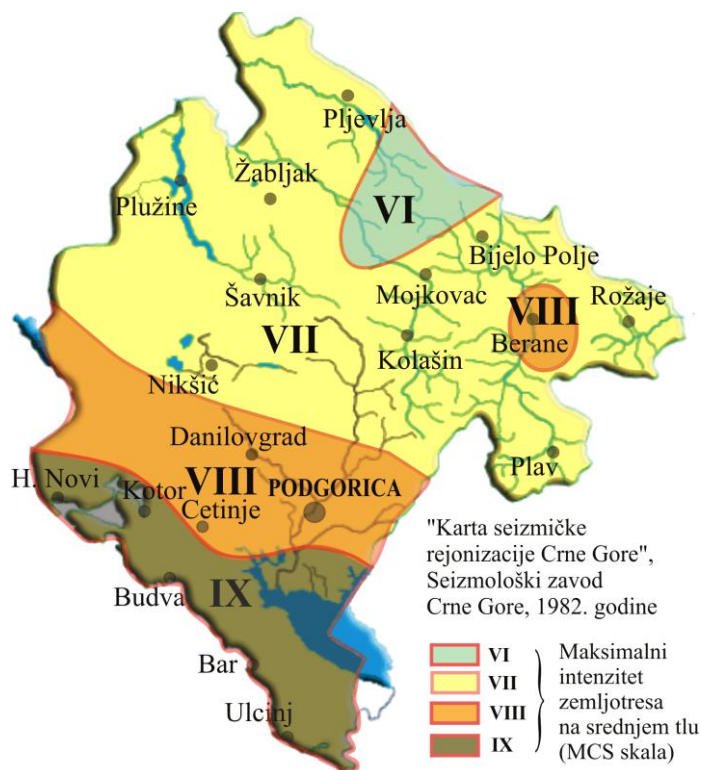 Pljevlja
Žabljak
Plužine
VI
Bijelo Polje
Šavnik
Mojkovac
VIII
Rožaje
VII
Berane
Kolašin
Nikšić
Danilovgrad
Plav
H. Novi
VIII
PODGORICA
Kotor
Cetinje
"Karta seizmičke
rejonizacije Crne Gore",
Seizmološki zavod
Crne Gore, 1982. godine
Budva
IX
Bar
Ulcinj
VI
VII
VIII
IX
Maksimalni
intenzitet
zemljotresa
na srednjem tlu
(MCS skala)